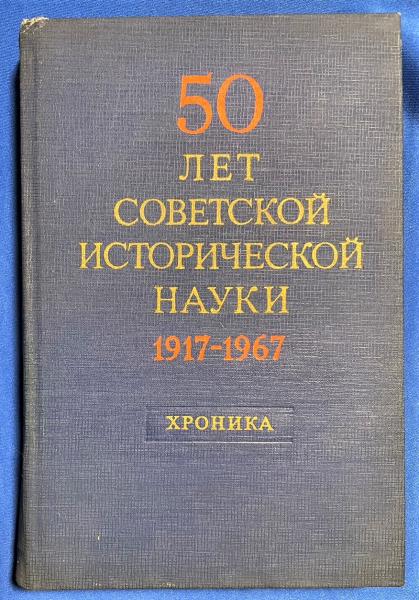 50
ЛЕТ
СОВЕТСКОЙ
ИСТОРИЧЕСКОЙ
НАУКИ
1917-1967
ХРОНИКА